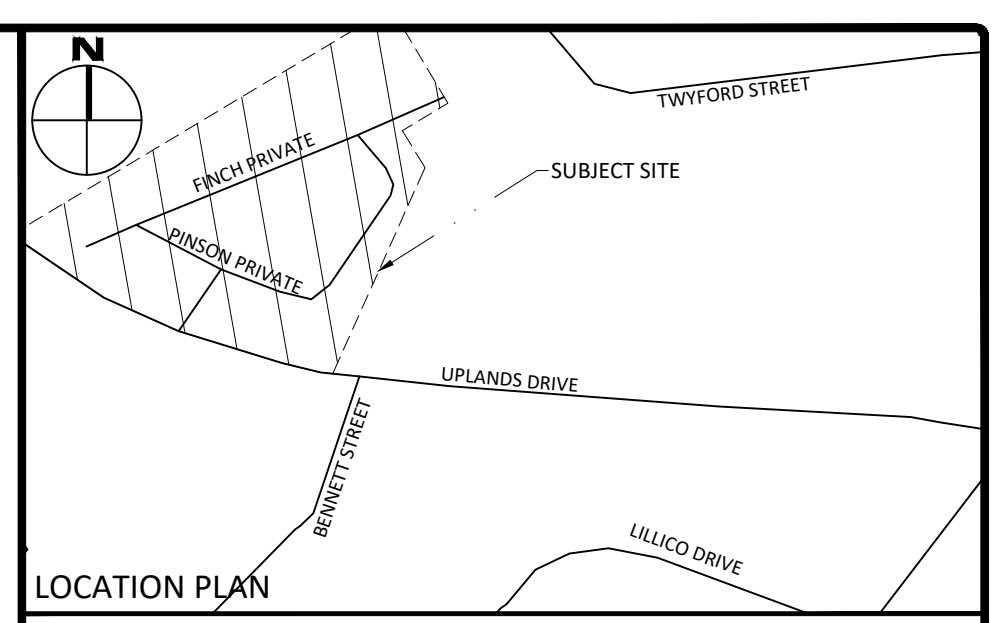 N
TWYFORD STREET
FINCH PRIVATE
SUBJECT SITE
PINSON PRIVATE
UPLANDS DRIVE
BENNETT STREET
LILLICO DRIVE
LOCATION PLAN